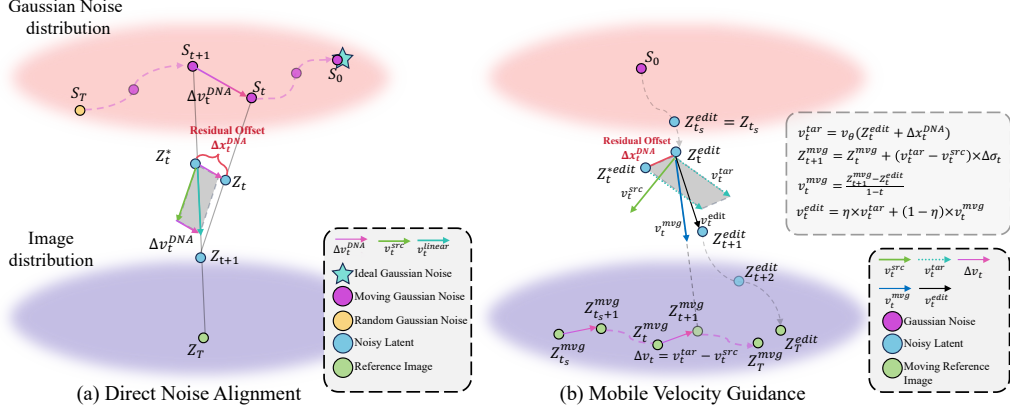 Gaussian Noise
distribution
S_{t+1}
S_T
Δv_t^{DNA}
S_t
S_0
Residual Offset
Δx_t^{DNA}
Z_t^*
Z_t
Δv_t^{DNA}
Image
distribution
Z_{t+1}
Z_T
Δv_t^{DNA} v_t^{src} v_t^{linear}
Ideal Gaussian Noise
Moving Gaussian Noise
Random Gaussian Noise
Noisy Latent
Reference Image
(a) Direct Noise Alignment
S_0
Z_{t_s}^{edit} = Z_{t_s}
Residual Offset
Δx_t^{DNA}
Z_t^{edit}
Z_t^{*edit}
v_t^{tar}
v_t^{src}
v_t^{mvg}
v_t^{edit}
Z_{t+1}^{edit}
Z_{t+2}^{edit}
Z_{t_s+1}^{mvg}
Z_{t_s}^{mvg}
Z_t^{mvg}
Z_{t+1}^{mvg}
Δv_t = v_t^{tar} − v_t^{src}
Z_T^{mvg}
Z_T^{edit}
v_t^{tar} = v_θ(Z_t^{edit} + Δx_t^{DNA})
Z_{t+1}^{mvg} = Z_t^{mvg} + (v_t^{tar} − v_t^{src})×Δσ_t
v_t^{mvg} = \frac{Z_{t+1}^{mvg} − Z_t^{edit}}{1−t}
v_t^{edit} = η×v_t^{tar} + (1 − η)×v_t^{mvg}
v_t^{src} v_t^{tar} Δv_t
v_t^{mvg} v_t^{edit}
Gaussian Noise
Noisy Latent
Moving Reference
Image
(b) Mobile Velocity Guidance